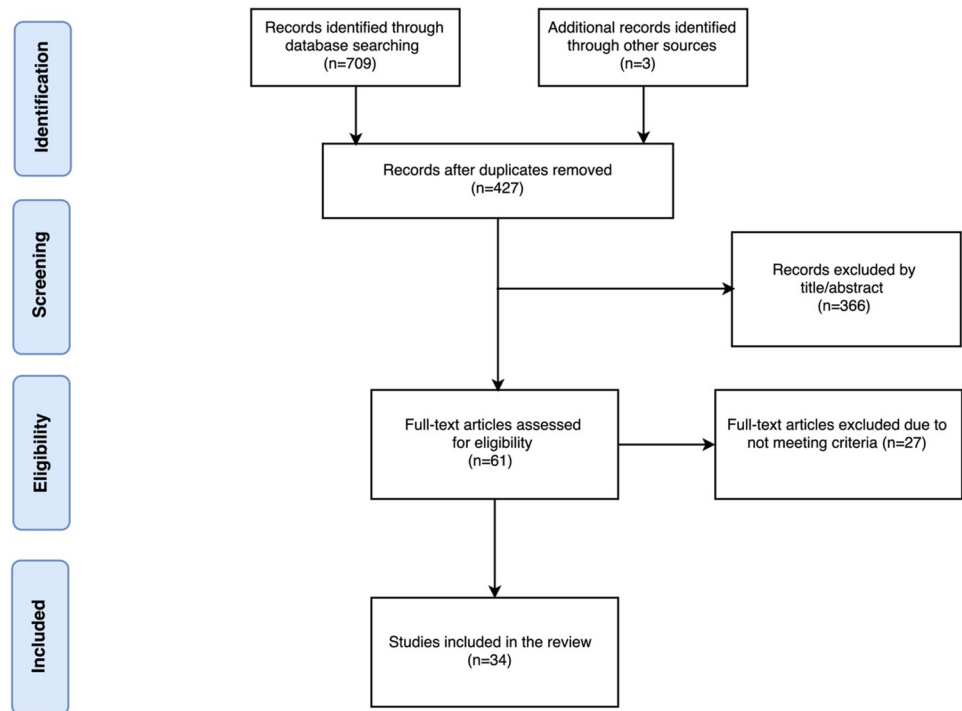 Identification
Records identified through
database searching
(n=709)
Additional records identified
through other sources
(n=3)
Records after duplicates removed
(n=427)
Screening
Records excluded by
title/abstract
(n=366)
Eligibility
Full-text articles assessed
for eligibility
(n=61)
Full-text articles excluded due to
not meeting criteria (n=27)
Included
Studies included in the review
(n=34)